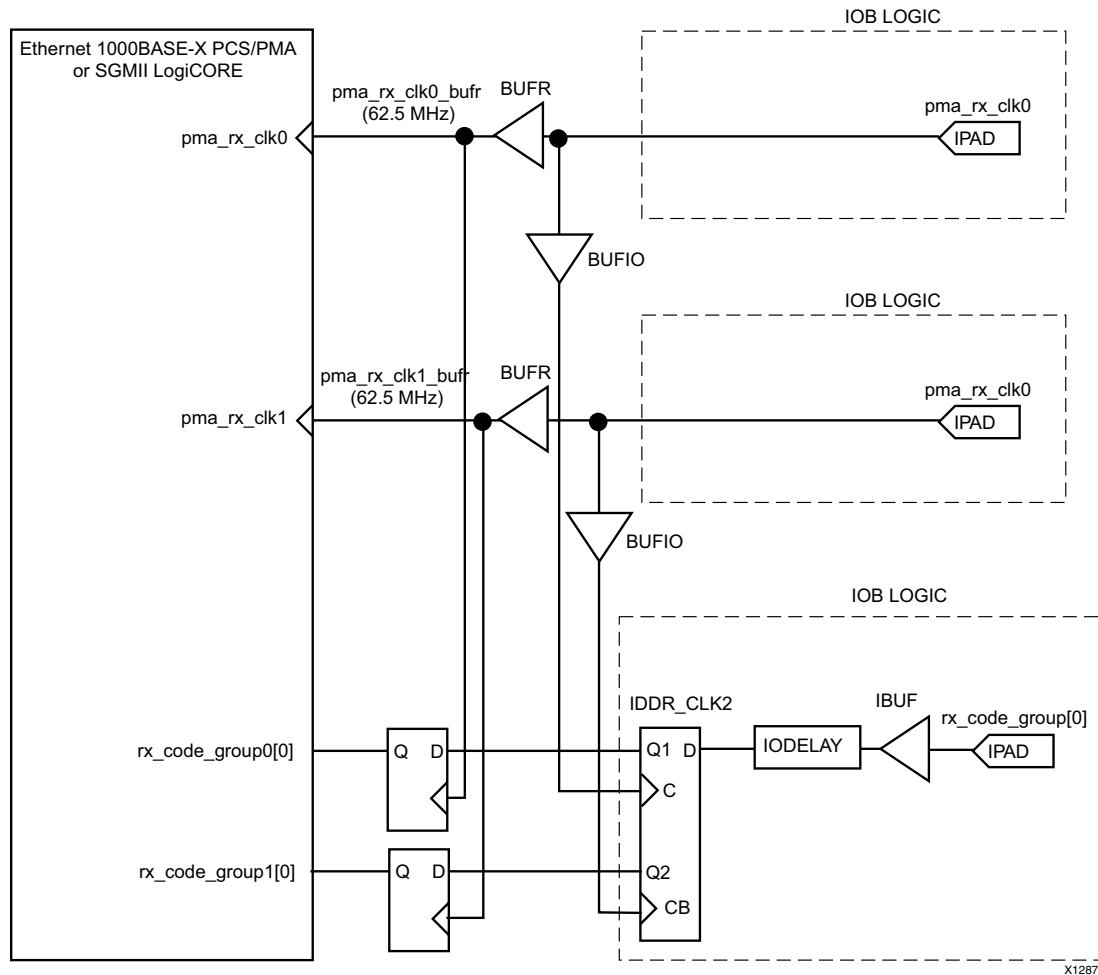 IOB LOGIC
Ethernet 1000BASE-X PCS/PMA
or SGMII LogiCORE
pma_rx_clk0_bufr
(62.5 MHz)
BUFR
pma_rx_clk0
pma_rx_clk0
IPAD
BUFIO
IOB LOGIC
pma_rx_clk1_bufr
(62.5 MHz)
BUFR
pma_rx_clk0
pma_rx_clk1
IPAD
BUFIO
IOB LOGIC
IDDR_CLK2
IBUF
rx_code_group[0]
rx_code_group0[0]
Q D
Q1 D
IODELAY
IPAD
C
rx_code_group1[0]
Q D
Q2
CB
X1287